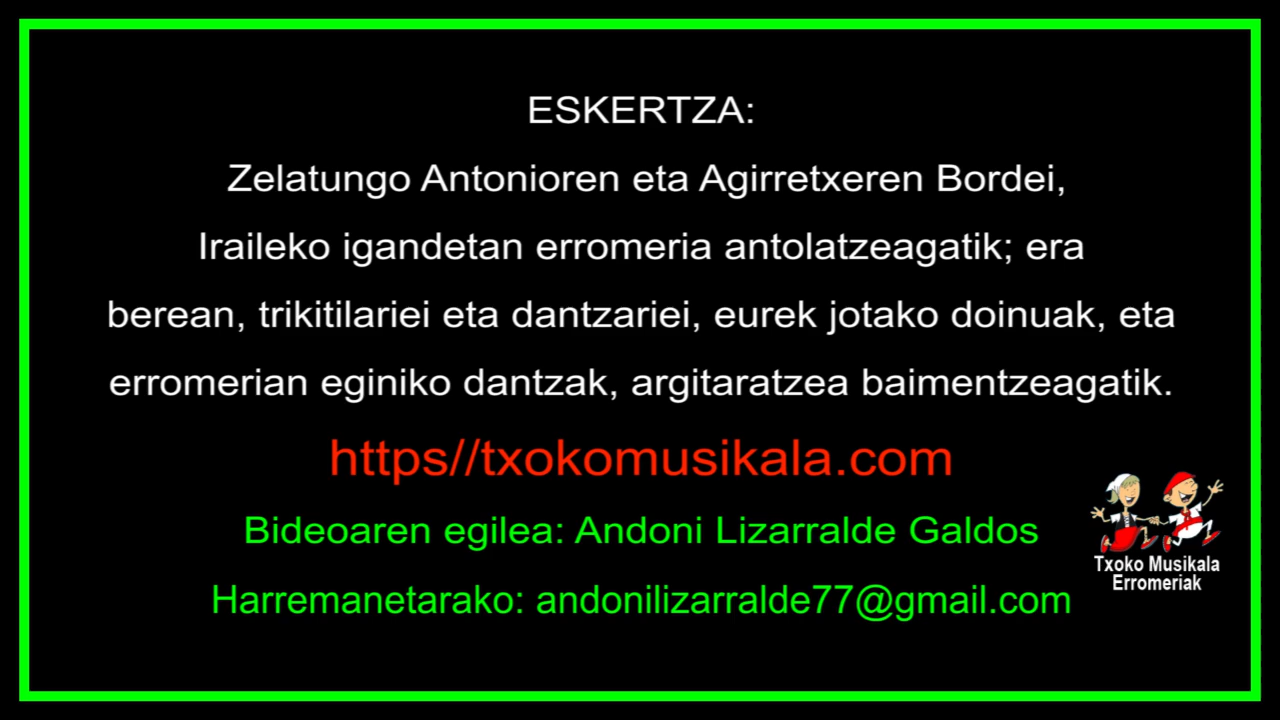 ESKERTZA:
Zelatungo Antonioren eta Agirretxeren Bordei,
Iraileko igandetan erromeria antolatzeagatik; era
berean, trikitilariei eta dantzariei, eurek jotako doinuak, eta
erromerian eginiko dantzak, argitaratzea baimentzeagatik.
https//txokomusikala.com
Bideoaren egilea: Andoni Lizarralde Galdos
Harremanetarako: andonilizarralde77@gmail.com
Txoko Musikala
Erromeriak